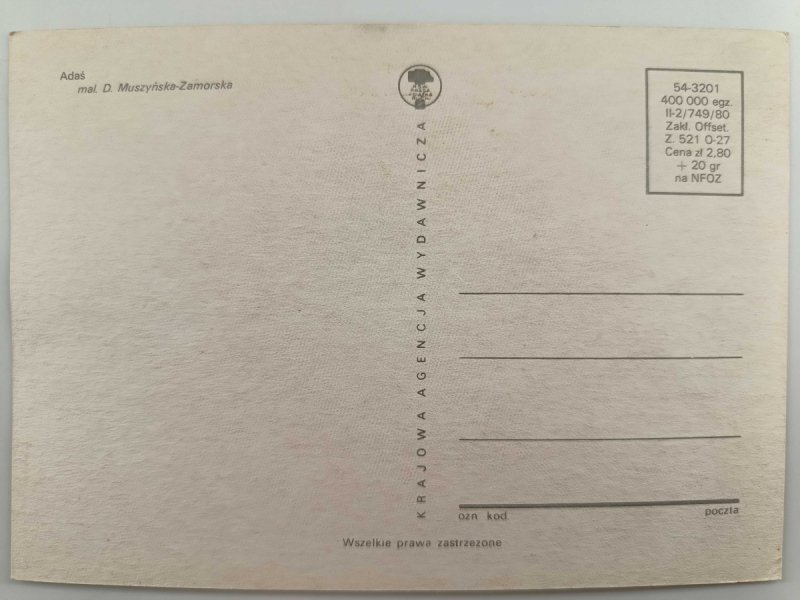 Adaś
mal. D. Muszyńska-Zamorska
KRAJOWA AGENCJA WYDAWNICZA
54-3201
400 000 egz.
II-2/749/80
Zakł. Offset.
Z. 521 O-27
Cena zł 2,80
+ 20 gr
na NFOZ
ozn. kod.
poczta
Wszelkie prawa zastrzeżone